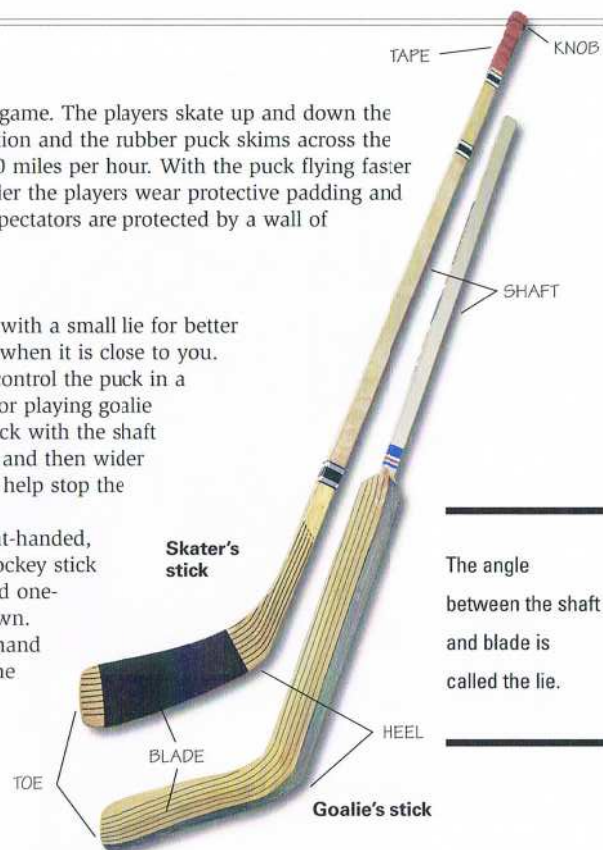 TAPE
KNOB
game. The players skate up and down the
tion and the rubber puck skims across the
0 miles per hour. With the puck flying faster
der the players wear protective padding and
pectators are protected by a wall of
SHAFT
with a small lie for better
when it is close to you.
control the puck in a
or playing goalie
ck with the shaft
and then wider
help stop the
t-handed,
ockey stick
d one-
wn.
hand
ne
Skater's
stick
The angle
between the shaft
and blade is
called the lie.
HEEL
BLADE
TOE
Goalie's stick